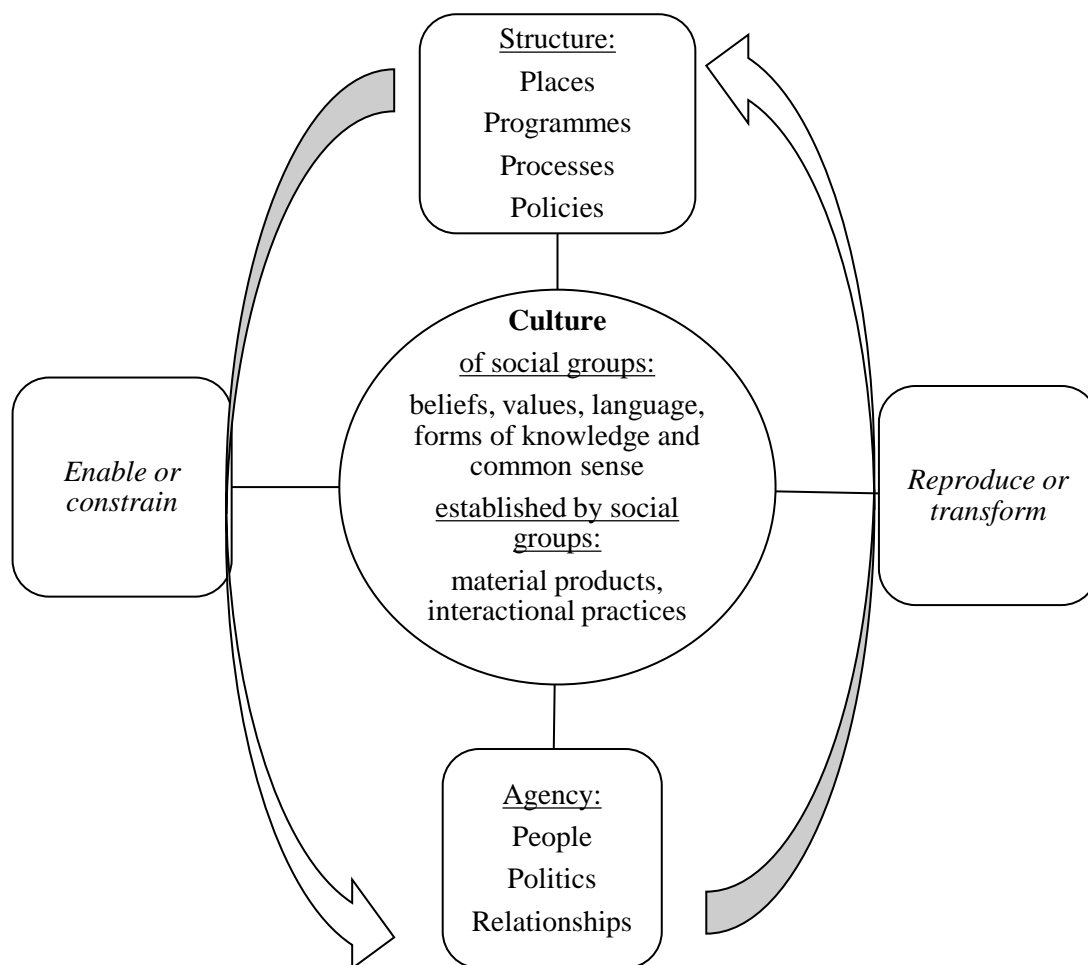 Structure:
Places
Programmes
Processes
Policies
Culture
of social groups:
beliefs, values, language,
forms of knowledge and
common sense
established by social
groups:
material products,
interactional practices
Enable or
constrain
Reproduce or
transform
Agency:
People
Politics
Relationships